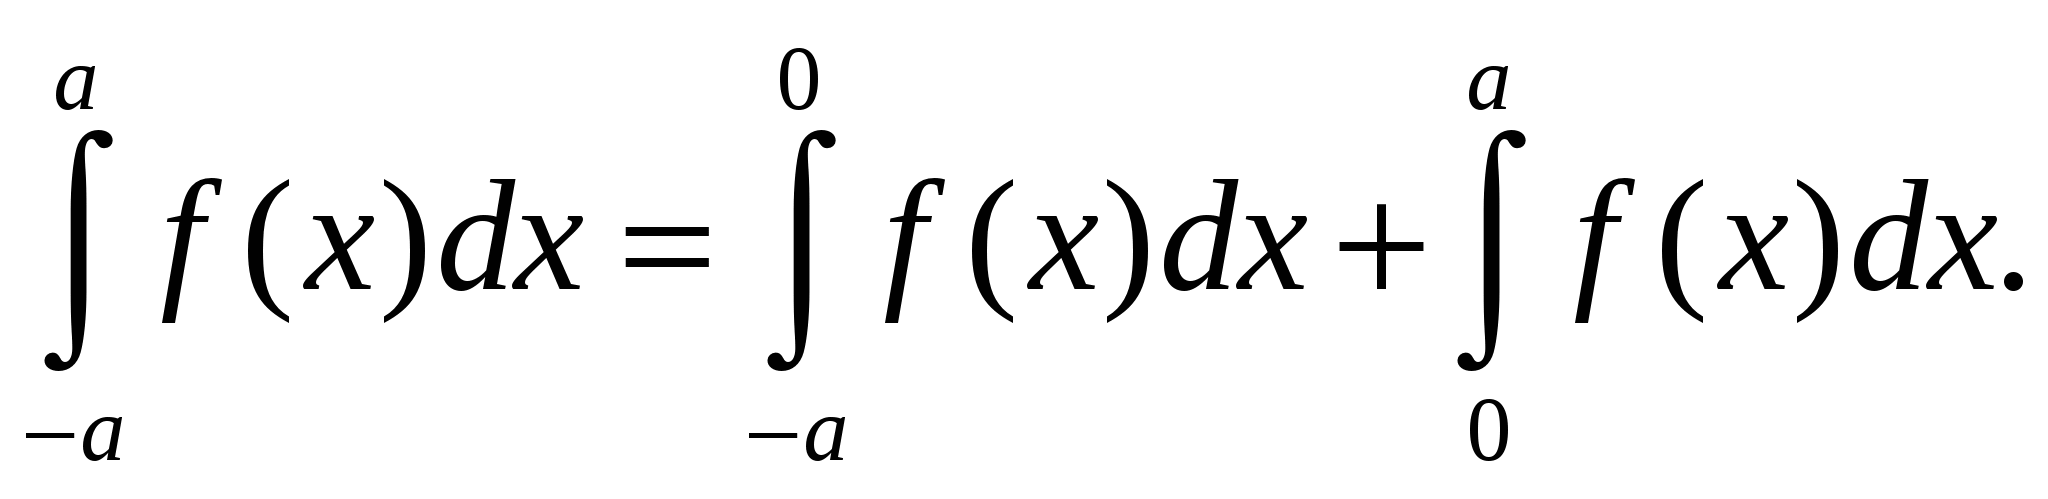 ∫_{−a}^{a} f(x)dx = ∫_{−a}^{0} f(x)dx + ∫_{0}^{a} f(x)dx.